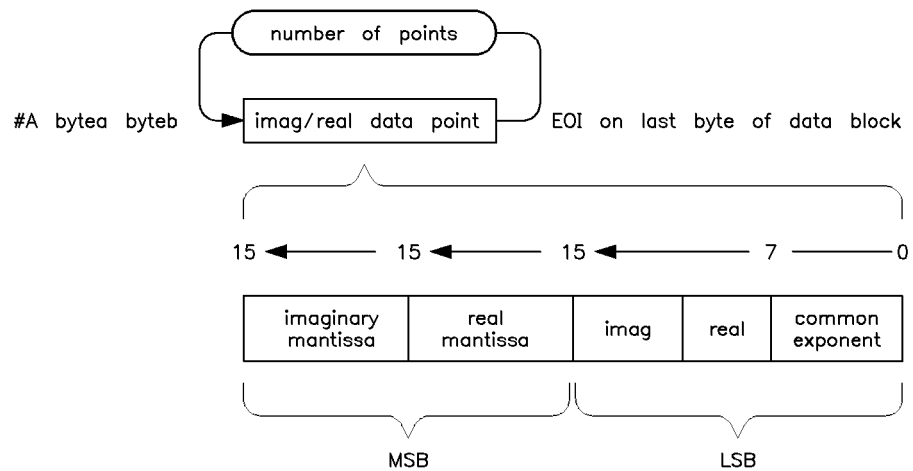 number of points
#A bytea byteb imag/real data point EOI on last byte of data block
15 15 15 7 0
imaginary mantissa
real mantissa
imag
real
common exponent
MSB LSB